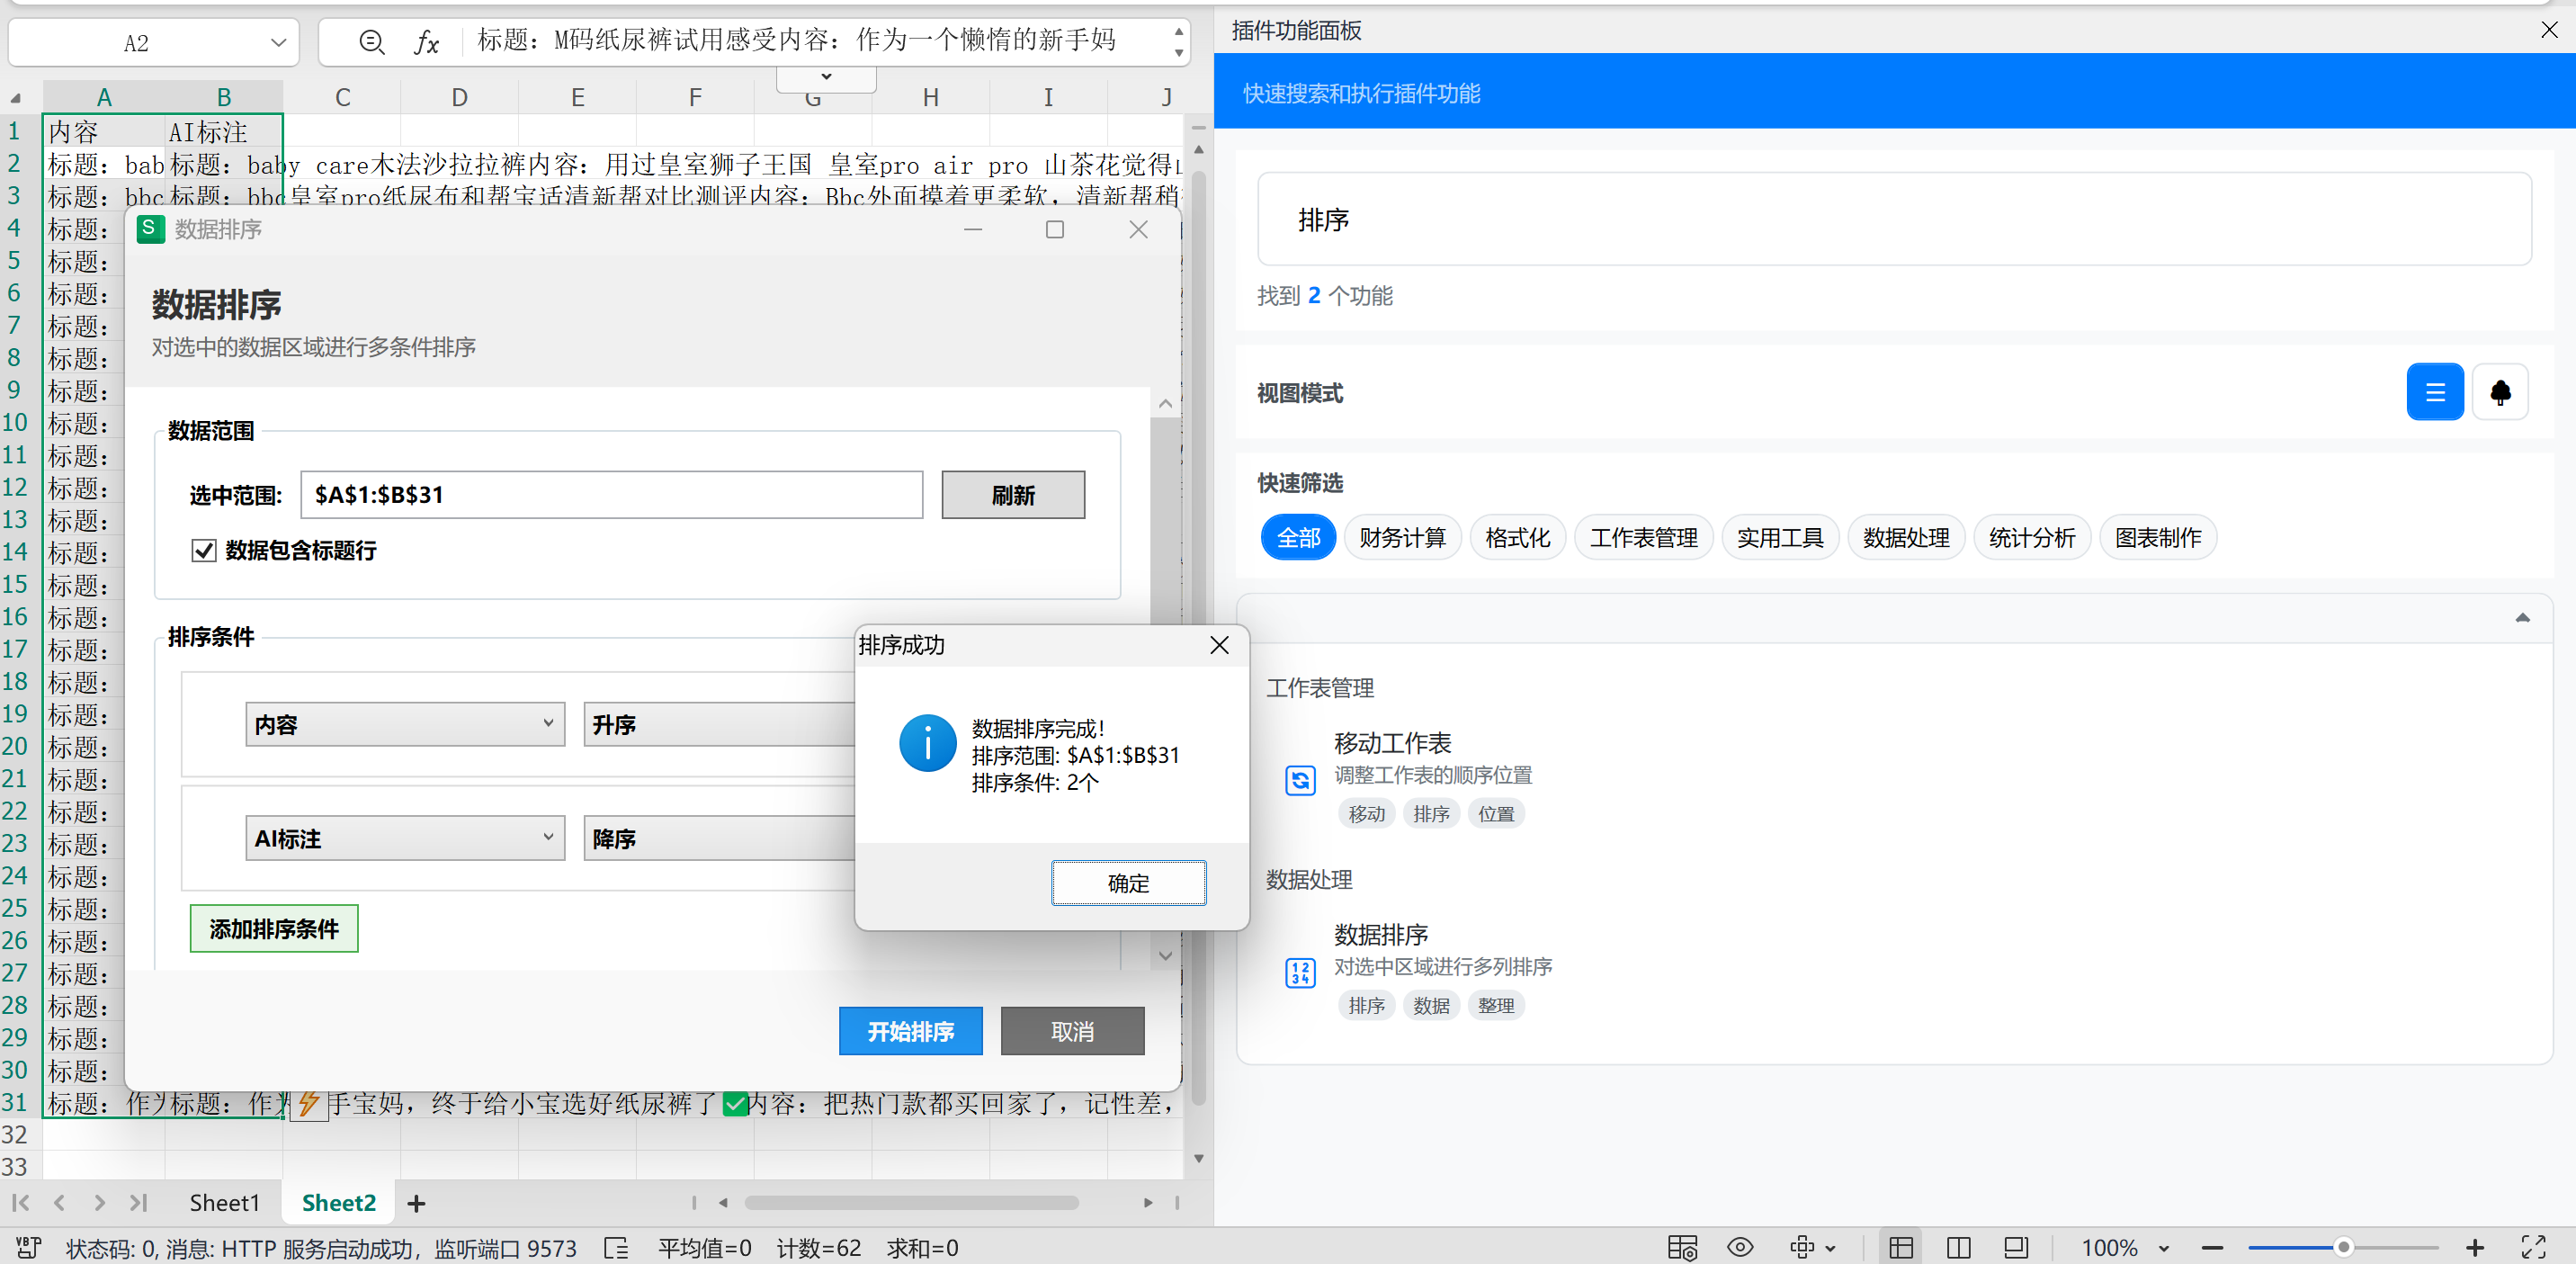 A2
fx 标题：M码纸尿裤试用感受内容：作为一个懒惰的新手妈
A B C D E F G H I J
1 内容 AI标注
2 标题：bab 标题：baby care木法沙拉拉裤内容：用过皇室狮子王国 皇室pro air pro 山茶花觉得
3 标题：bbc 标题：bbc皇室pro纸尿布和帮宝适清新帮对比测评内容：Bbc外面摸着更柔软，清新帮稍
4 标题：
5 标题：
6 标题：
7 标题：
8 标题：
9 标题：
10 标题：
11 标题：
12 标题：
13 标题：
14 标题：
15 标题：
16 标题：
17 标题：
18 标题：
19 标题：
20 标题：
21 标题：
22 标题：
23 标题：
24 标题：
25 标题：
26 标题：
27 标题：
28 标题：
29 标题：
30 标题：
31 标题：作为 标题：作为 手宝妈，终于给小宝选好纸尿裤了✅内容：把热门款都买回家了，记性差，
32
33
S 数据排序
数据排序
对选中的数据区域进行多条件排序
数据范围
选中范围: $A$1:$B$31 刷新
数据包含标题行
排序条件
内容 升序
AI标注 降序
添加排序条件
开始排序 取消
排序成功
数据排序完成！
排序范围: $A$1:$B$31
排序条件: 2个
确定
Sheet1 Sheet2 +
状态码: 0, 消息: HTTP 服务启动成功，监听端口 9573 平均值=0 计数=62 求和=0 100%
插件功能面板
快速搜索和执行插件功能
排序
找到 2 个功能
视图模式
快速筛选
全部 财务计算 格式化 工作表管理 实用工具 数据处理 统计分析 图表制作
工作表管理
移动工作表
调整工作表的顺序位置
移动 排序 位置
数据处理
数据排序
对选中区域进行多列排序
排序 数据 整理